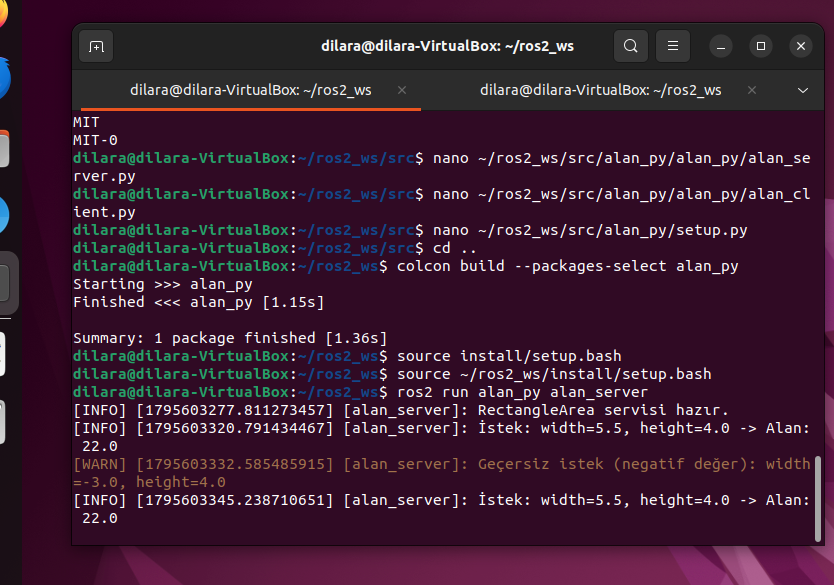 dilara@dilara-VirtualBox: ~/ros2_ws
dilara@dilara-VirtualBox: ~/ros2_ws
dilara@dilara-VirtualBox: ~/ros2_ws
MIT
MIT-0
dilara@dilara-VirtualBox:~/ros2_ws/src$ nano ~/ros2_ws/src/alan_py/alan_py/alan_se
rver.py
dilara@dilara-VirtualBox:~/ros2_ws/src$ nano ~/ros2_ws/src/alan_py/alan_py/alan_cl
ient.py
dilara@dilara-VirtualBox:~/ros2_ws/src$ nano ~/ros2_ws/src/alan_py/setup.py
dilara@dilara-VirtualBox:~/ros2_ws/src$ cd ..
dilara@dilara-VirtualBox:~/ros2_ws$ colcon build --packages-select alan_py
Starting >>> alan_py
Finished <<< alan_py [1.15s]
Summary: 1 package finished [1.36s]
dilara@dilara-VirtualBox:~/ros2_ws$ source install/setup.bash
dilara@dilara-VirtualBox:~/ros2_ws$ source ~/ros2_ws/install/setup.bash
dilara@dilara-VirtualBox:~/ros2_ws$ ros2 run alan_py alan_server
[INFO] [1795603277.811273457] [alan_server]: RectangleArea servisi hazır.
[INFO] [1795603320.791434467] [alan_server]: İstek: width=5.5, height=4.0 -> Alan:
22.0
[WARN] [1795603332.585485915] [alan_server]: Geçersiz istek (negatif değer): width
=-3.0, height=4.0
[INFO] [1795603345.238710651] [alan_server]: İstek: width=5.5, height=4.0 -> Alan:
22.0